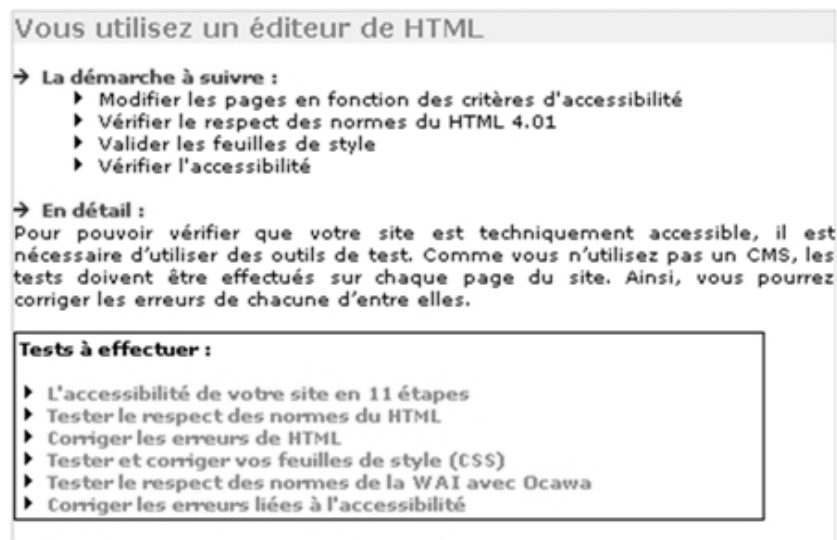 Vous utilisez un éditeur de HTML
→ La démarche à suivre :
Modifier les pages en fonction des critères d'accessibilité
Vérifier le respect des normes du HTML 4.01
Valider les feuilles de style
Vérifier l'accessibilité
→ En détail :
Pour pouvoir vérifier que votre site est techniquement accessible, il est
nécessaire d'utiliser des outils de test. Comme vous n'utilisez pas un CMS, les
tests doivent être effectués sur chaque page du site. Ainsi, vous pourrez
corriger les erreurs de chacune d'entre elles.
Tests à effectuer :
L'accessibilité de votre site en 11 étapes
Tester le respect des normes du HTML
Corriger les erreurs de HTML
Tester et corriger vos feuilles de style (CSS)
Tester le respect des normes de la WAI avec Ocawa
Corriger les erreurs liées à l'accessibilité